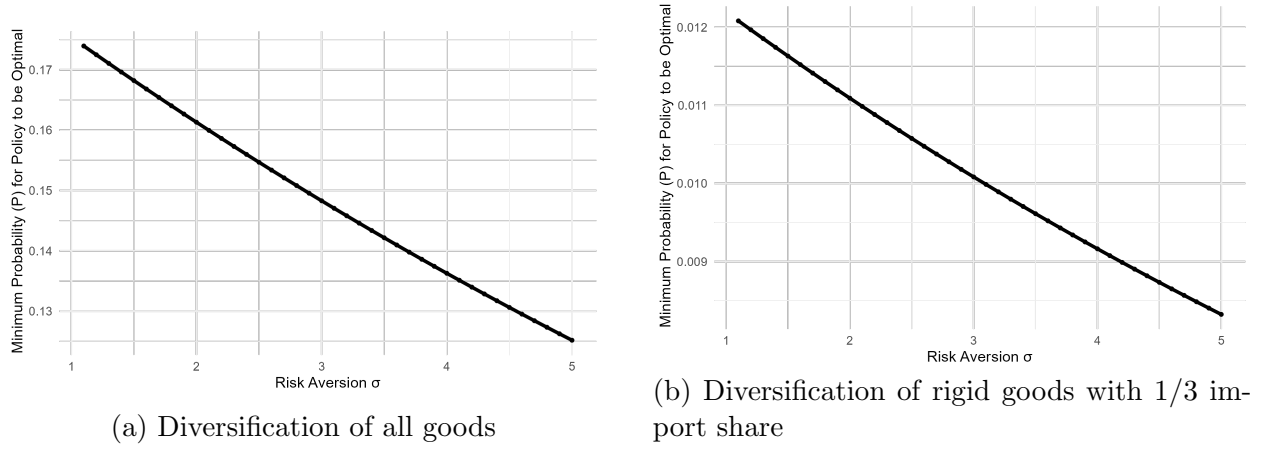 Minimum Probability (P) for Policy to be Optimal
0.17
0.16
0.15
0.14
0.13
1 2 3 4 5
Risk Aversion σ
(a) Diversification of all goods
Minimum Probability (P) for Policy to be Optimal
0.012
0.011
0.010
0.009
1 2 3 4 5
Risk Aversion σ
(b) Diversification of rigid goods with 1/3 im-
port share